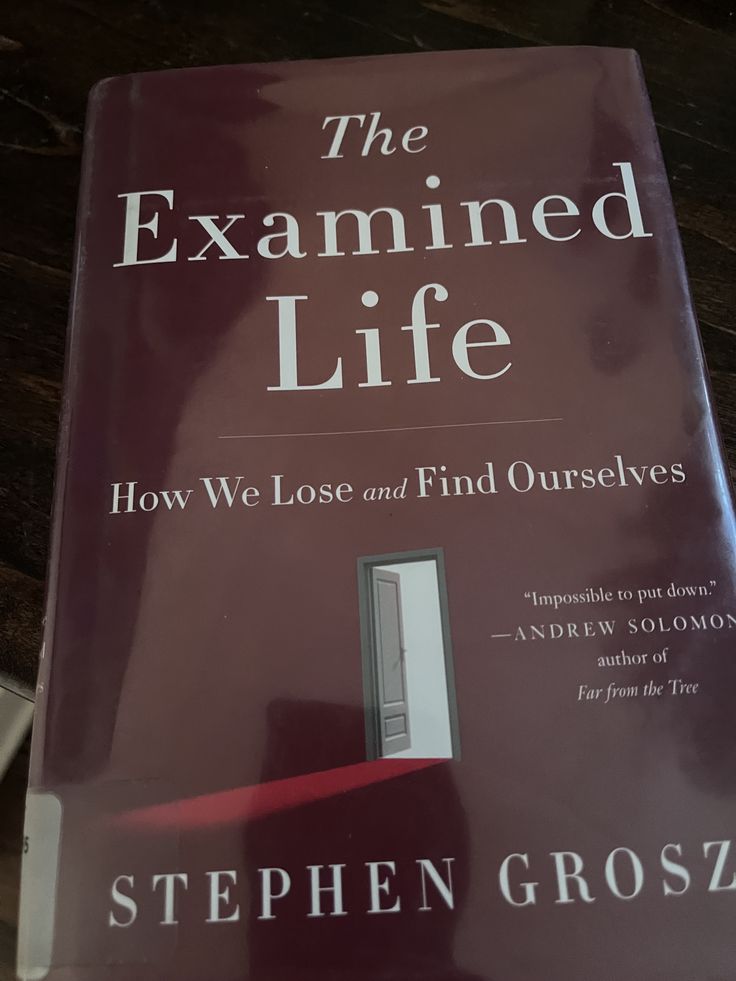 The
Examined
Life
How We Lose and Find Ourselves
“Impossible to put down.”
—ANDREW SOLOMON
author of
Far from the Tree
STEPHEN GROSZ